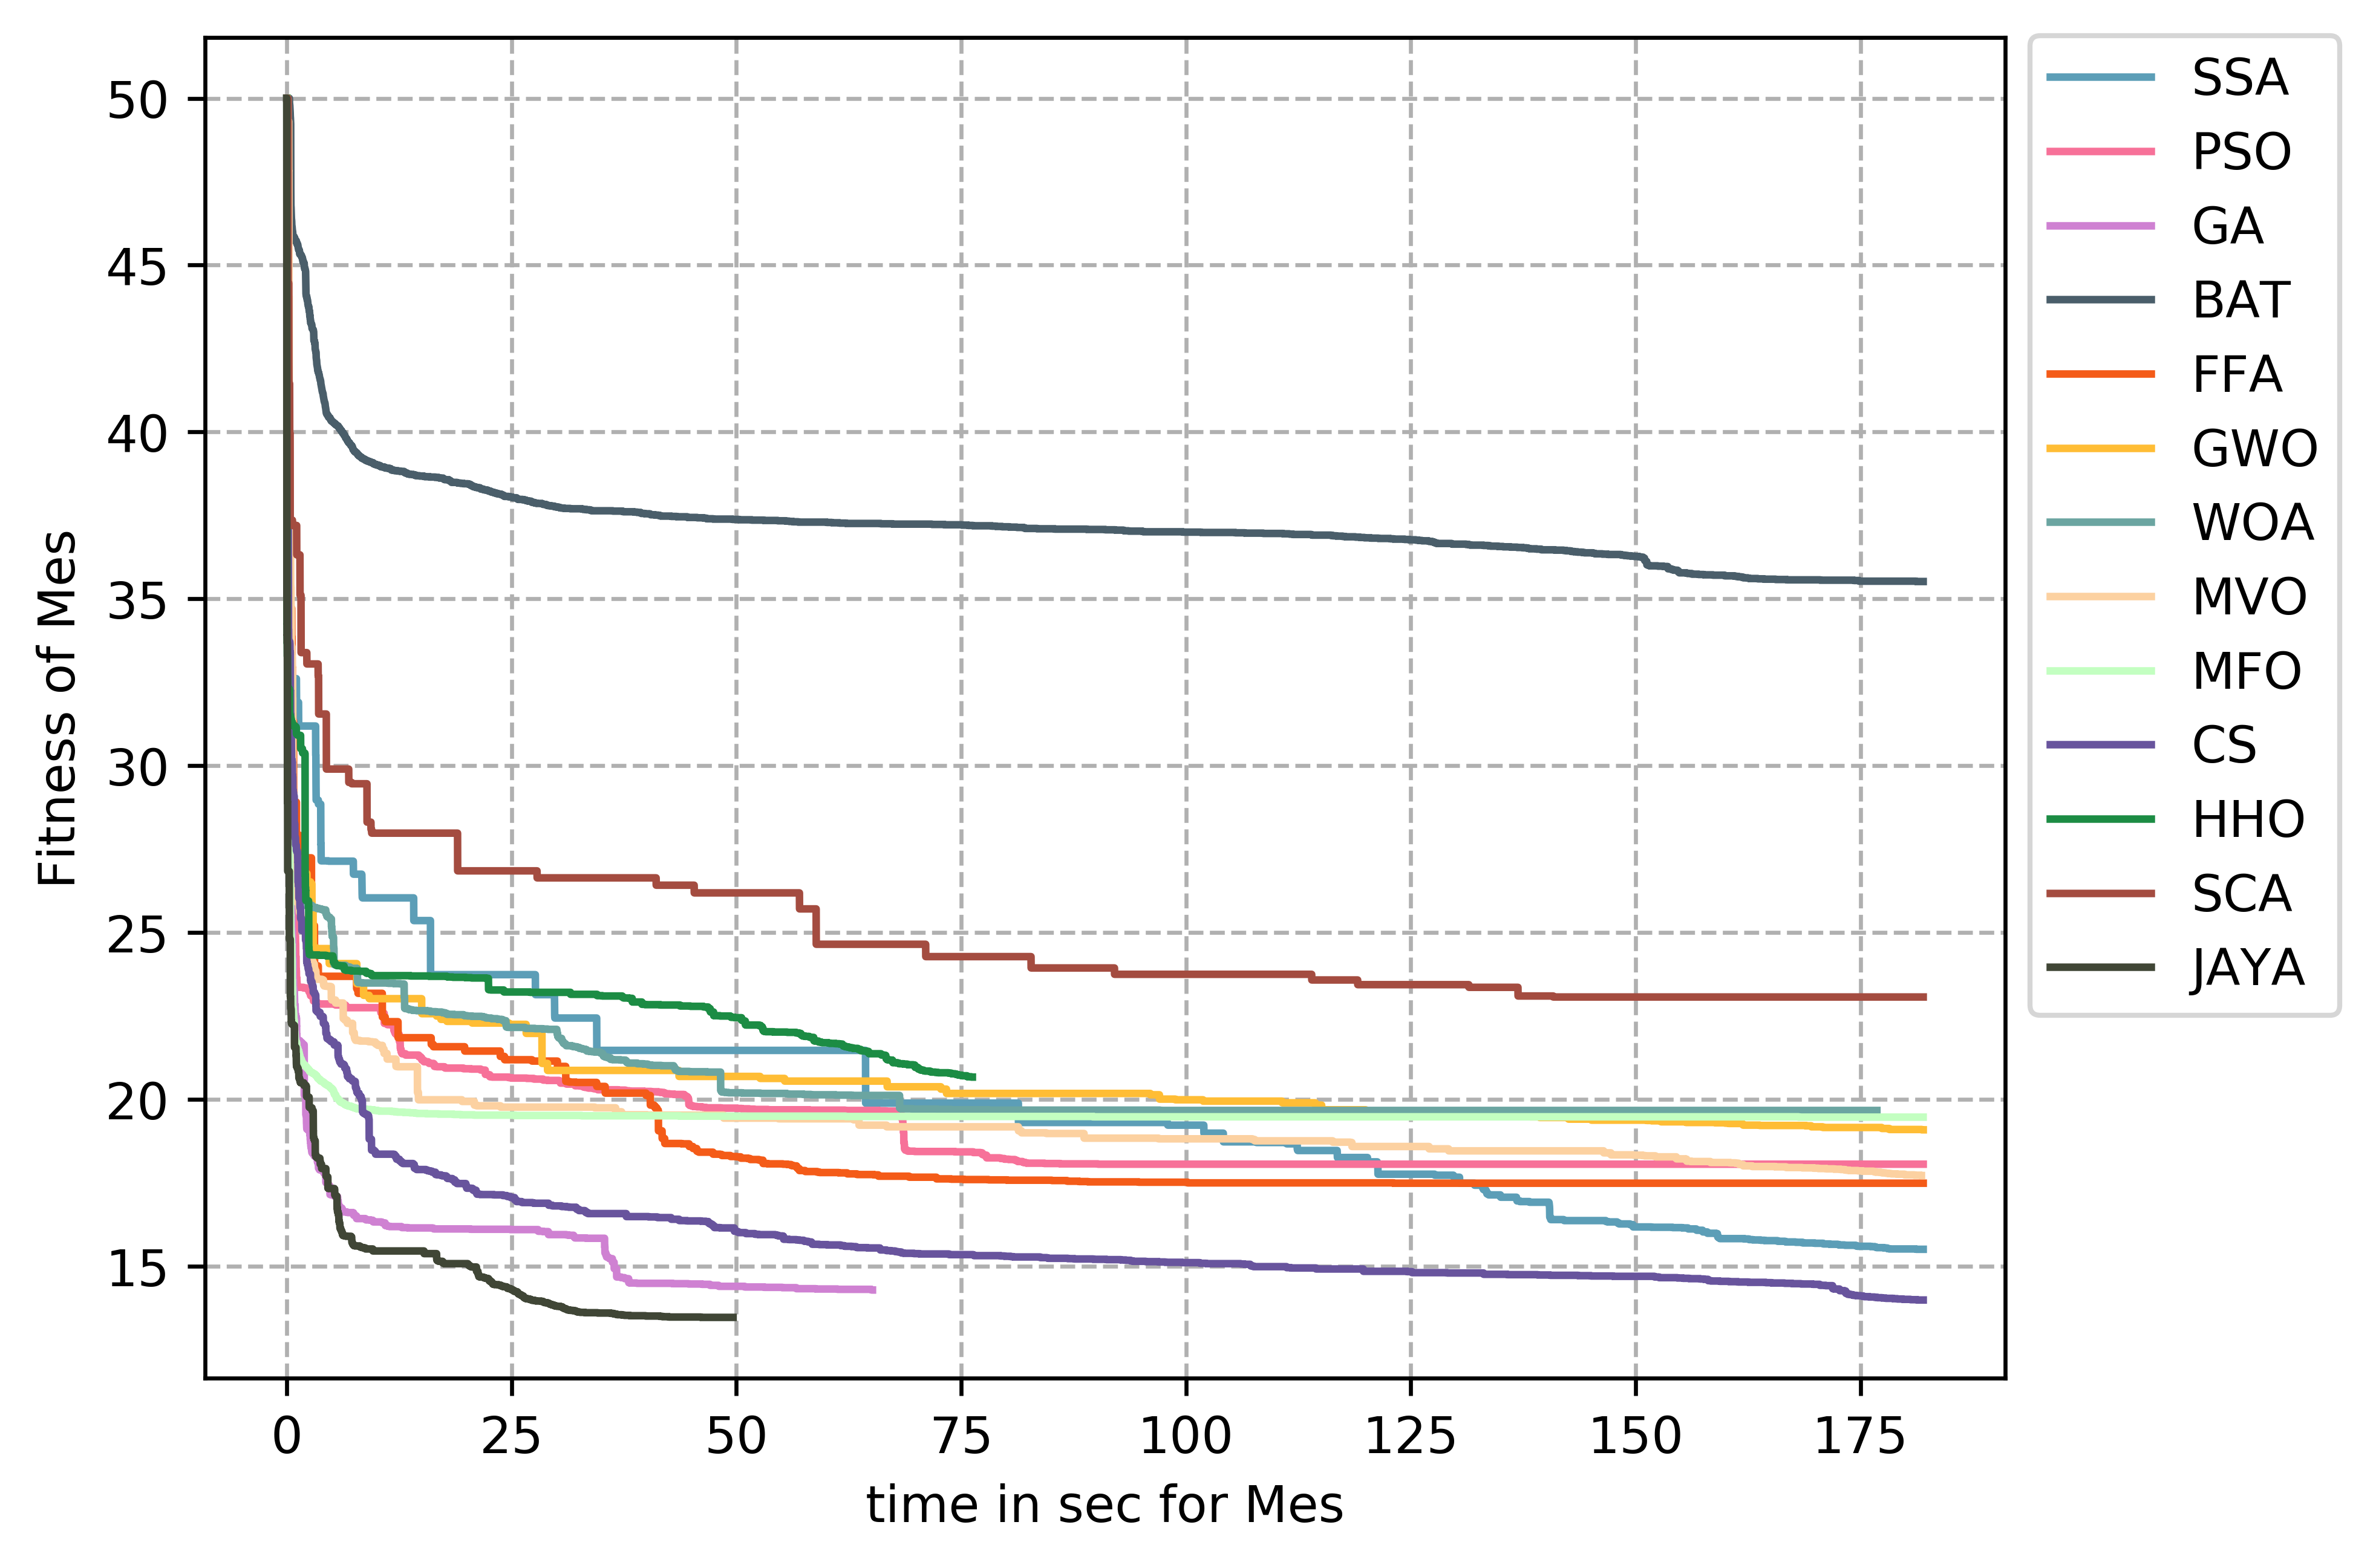 50
45
40
35
30
25
20
15
Fitness of Mes
0 25 50 75 100 125 150 175
time in sec for Mes
SSA
PSO
GA
BAT
FFA
GWO
WOA
MVO
MFO
CS
HHO
SCA
JAYA